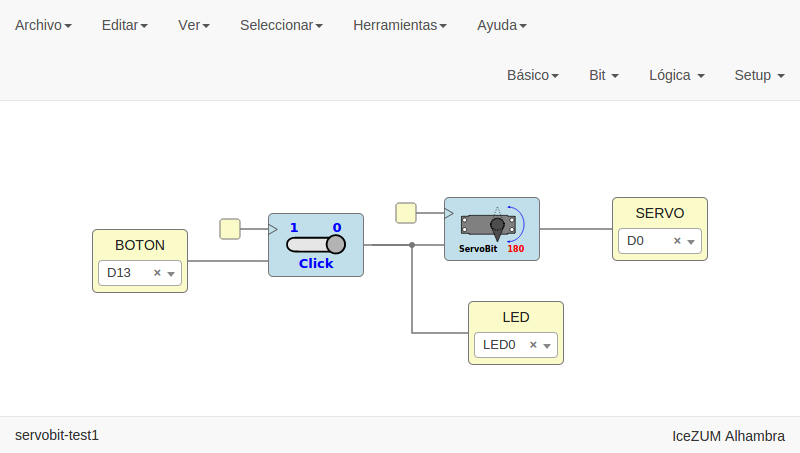 Archivo Editar Ver Seleccionar Herramientas Ayuda
Básico Bit Lógica Setup
BOTON
D13 ×
1 0
Click
ServoBit 180
SERVO
D0 ×
LED
LED0 ×
servobit-test1
IceZUM Alhambra